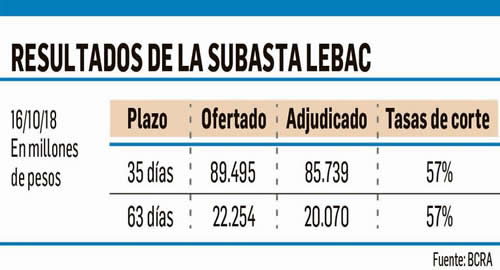 RESULTADOS DE LA SUBASTA LEBAC
16/10/18
En millones
de pesos
Plazo Ofertado Adjudicado Tasas de corte
35 días 89.495 85.739 57%
63 días 22.254 20.070 57%
Fuente: BCRA